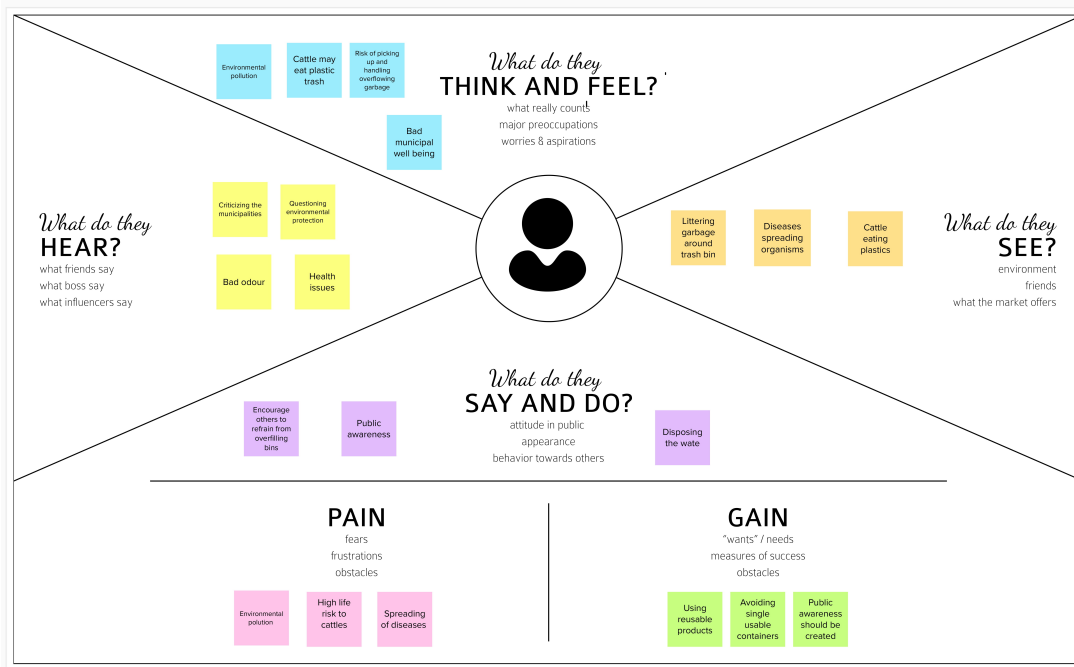 What do they
THINK AND FEEL?
what really counts
major preoccupations
worries & aspirations
Environmental
pollution
Cattle may
eat plastic
trash
Risk of picking
up and
handling
overflowing
garbage
Bad
municipal
well being
What do they
HEAR?
what friends say
what boss say
what influencers say
Criticizing the
municipalities
Questioning
environmental
protection
Bad odour
Health
issues
Littering
garbage
around
trash bin
Diseases
spreading
organisms
Cattle
eating
plastics
What do they
SEE?
environment
friends
what the market offers
What do they
SAY AND DO?
attitude in public
appearance
behavior towards others
Encourage
others to
refrain from
overfilling
bins
Public
awareness
Disposing
the wate
PAIN
fears
frustrations
obstacles
Environmental
polution
High life
risk to
cattles
Spreading
of diseases
GAIN
“wants” / needs
measures of success
obstacles
Using
reusable
products
Avoiding
single
usable
containers
Public
awareness
should be
created